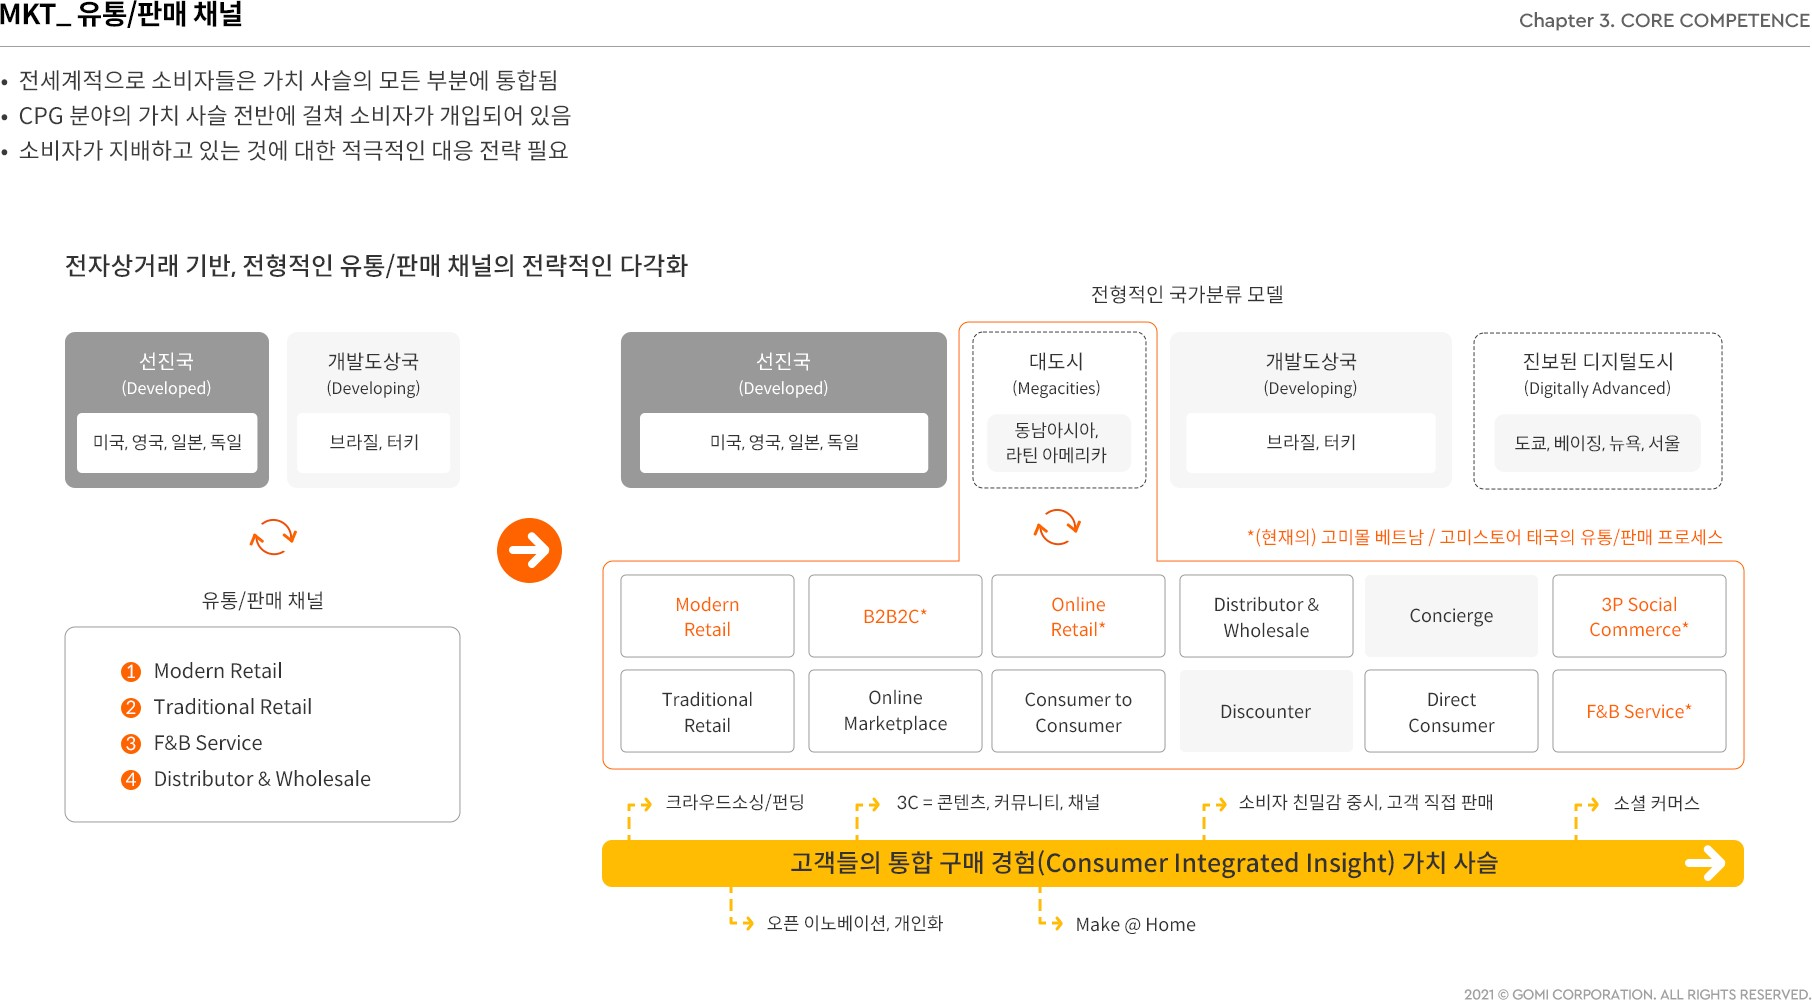 MKT_ 유통/판매 채널
Chapter 3. CORE COMPETENCE
• 전세계적으로 소비자들은 가치 사슬의 모든 부분에 통합됨
• CPG 분야의 가치 사슬 전반에 걸쳐 소비자가 개입되어 있음
• 소비자가 지배하고 있는 것에 대한 적극적인 대응 전략 필요
전자상거래 기반, 전형적인 유통/판매 채널의 전략적인 다각화
선진국
(Developed)
미국, 영국, 일본, 독일
개발도상국
(Developing)
브라질, 터키
유통/판매 채널
1 Modern Retail
2 Traditional Retail
3 F&B Service
4 Distributor & Wholesale
전형적인 국가분류 모델
선진국
(Developed)
미국, 영국, 일본, 독일
대도시
(Megacities)
동남아시아,
라틴 아메리카
개발도상국
(Developing)
브라질, 터키
진보된 디지털도시
(Digitally Advanced)
도쿄, 베이징, 뉴욕, 서울
*(현재의) 고미몰 베트남 / 고미스토어 태국의 유통/판매 프로세스
Modern
Retail
B2B2C*
Online
Retail*
Distributor &
Wholesale
Concierge
3P Social
Commerce*
Traditional
Retail
Online
Marketplace
Consumer to
Consumer
Discounter
Direct
Consumer
F&B Service*
크라우드소싱/펀딩
3C = 콘텐츠, 커뮤니티, 채널
소비자 친밀감 중시, 고객 직접 판매
소셜 커머스
고객들의 통합 구매 경험(Consumer Integrated Insight) 가치 사슬
오픈 이노베이션, 개인화
Make @ Home
2021 © GOMI CORPORATION. ALL RIGHTS RESERVED.